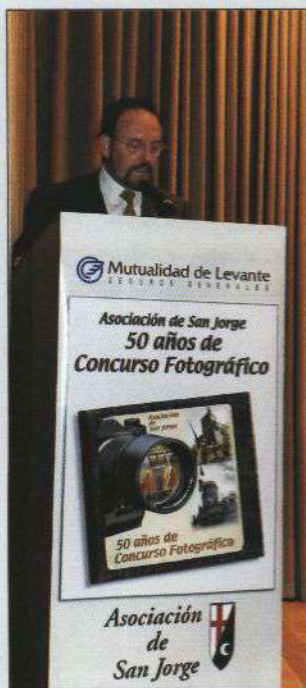 Mutualidad de Levante
SEGUROS GENERALES
Asociación de San Jorge
50 años de
Concurso Fotográfico
Asociación
de
San Jorge
50 años de
Concurso Fotográfico
Asociación
de
San Jorge